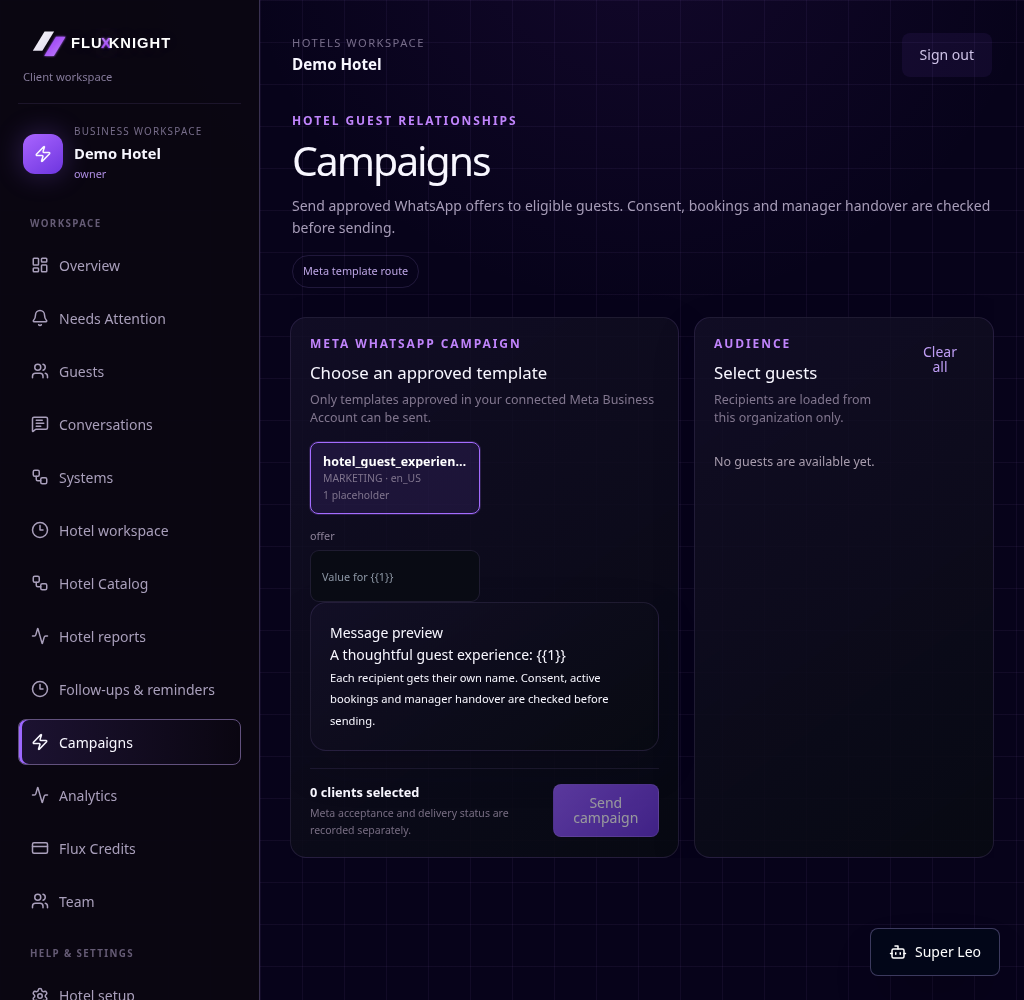 FLUXKNIGHT
Client workspace
BUSINESS WORKSPACE
Demo Hotel
owner
WORKSPACE
Overview
Needs Attention
Guests
Conversations
Systems
Hotel workspace
Hotel Catalog
Hotel reports
Follow-ups & reminders
Campaigns
Analytics
Flux Credits
Team
HELP & SETTINGS
Hotel setup
HOTELS WORKSPACE
Demo Hotel
Sign out
HOTEL GUEST RELATIONSHIPS
Campaigns
Send approved WhatsApp offers to eligible guests. Consent, bookings and manager handover are checked
before sending.
Meta template route
META WHATSAPP CAMPAIGN
Choose an approved template
Only templates approved in your connected Meta Business
Account can be sent.
hotel_guest_experien...
MARKETING · en_US
1 placeholder
offer
Value for {{1}}
Message preview
A thoughtful guest experience: {{1}}
Each recipient gets their own name. Consent, active
bookings and manager handover are checked before
sending.
0 clients selected
Meta acceptance and delivery status are
recorded separately.
Send
campaign
AUDIENCE
Select guests
Recipients are loaded from
this organization only.
Clear
all
No guests are available yet.
Super Leo